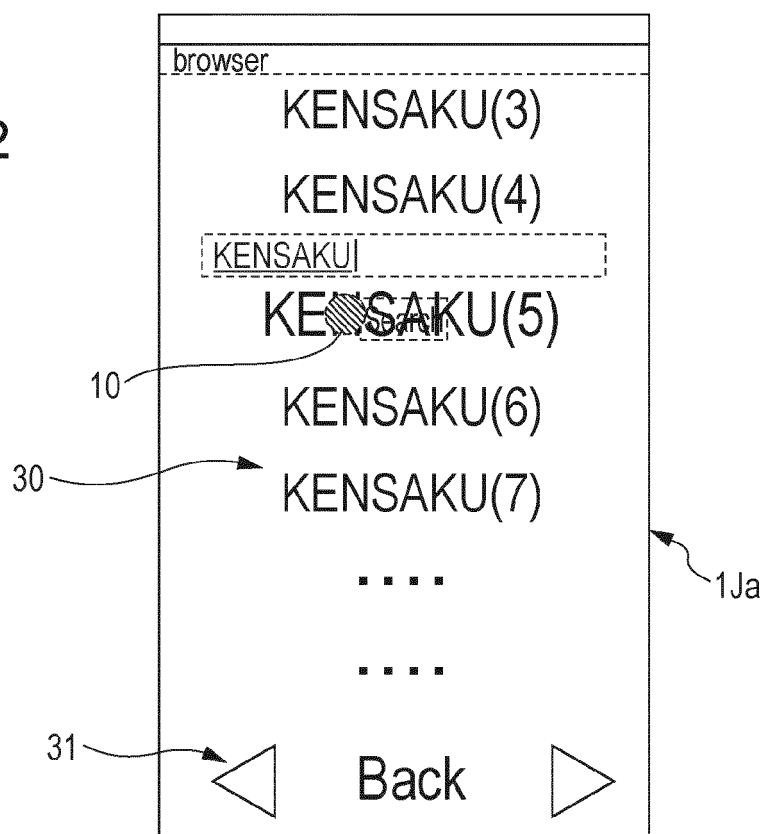 browser
KENSAKU(3)
2
KENSAKU(4)
KENSAKU
KENSAKU(5)
Search
10
KENSAKU(6)
30
KENSAKU(7)
....
1Ja
....
31
Back